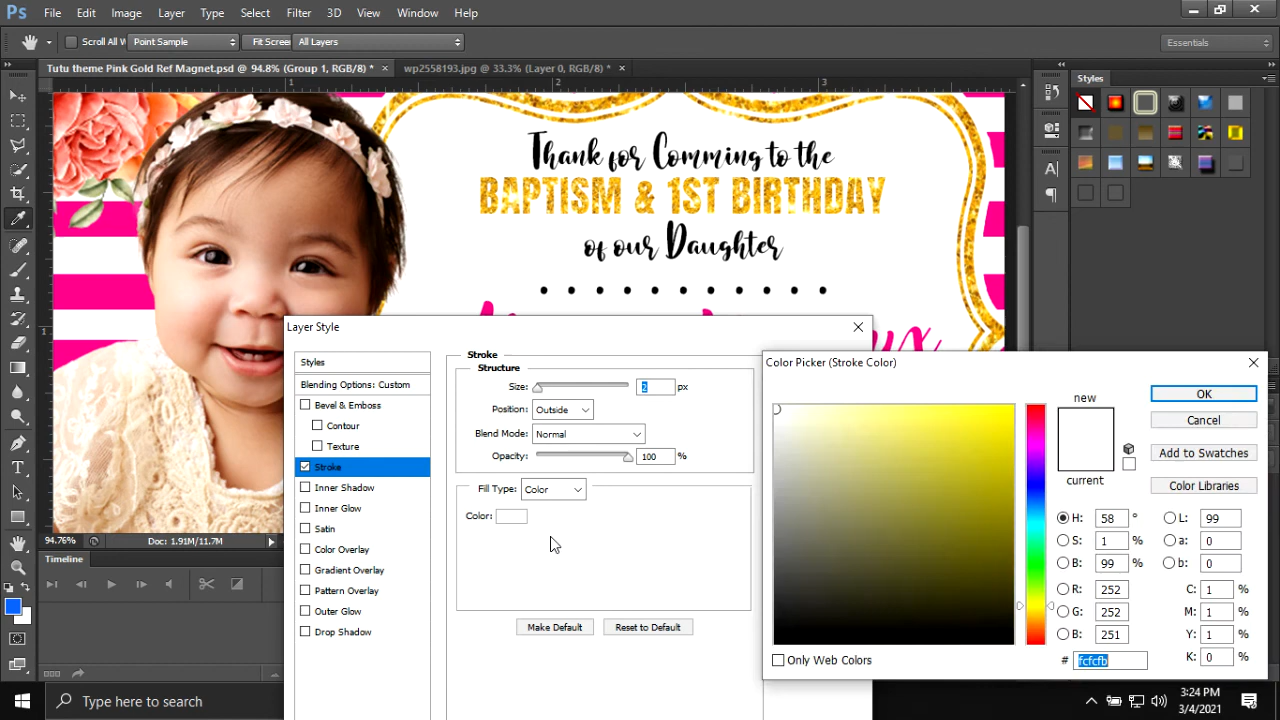 Ps File Edit Image Layer Type Select Filter 3D View Window Help
Scroll All W Point Sample Fit Screen All Layers Essentials
Tutu theme Pink Gold Ref Magnet.psd @ 94.8% (Group 1, RGB/8) * × wp2558193.jpg @ 33.3% (Layer 0, RGB/8) * ×
Styles
1 2 3
Thank for Comming to the
BAPTISM & 1ST BIRTHDAY
of our Daughter
1
94.76% Doc: 1.91M/11.7M
Timeline
Layer Style
Styles
Blending Options: Custom
Bevel & Emboss
Contour
Texture
Stroke
Inner Shadow
Inner Glow
Satin
Color Overlay
Gradient Overlay
Pattern Overlay
Outer Glow
Drop Shadow
Stroke
Structure
Size: 2 px
Position: Outside
Blend Mode: Normal
Opacity: 100 %
Fill Type: Color
Color:
Make Default Reset to Default
Color Picker (Stroke Color)
new
current
OK
Cancel
Add to Swatches
Color Libraries
H: 58 ° L: 99
S: 1 % a: 0
B: 99 % b: 0
R: 252 C: 1 %
G: 252 M: 1 %
B: 251 Y: 1 %
# fcfcfb K: 0 %
Only Web Colors
Type here to search
3:24 PM
3/4/2021